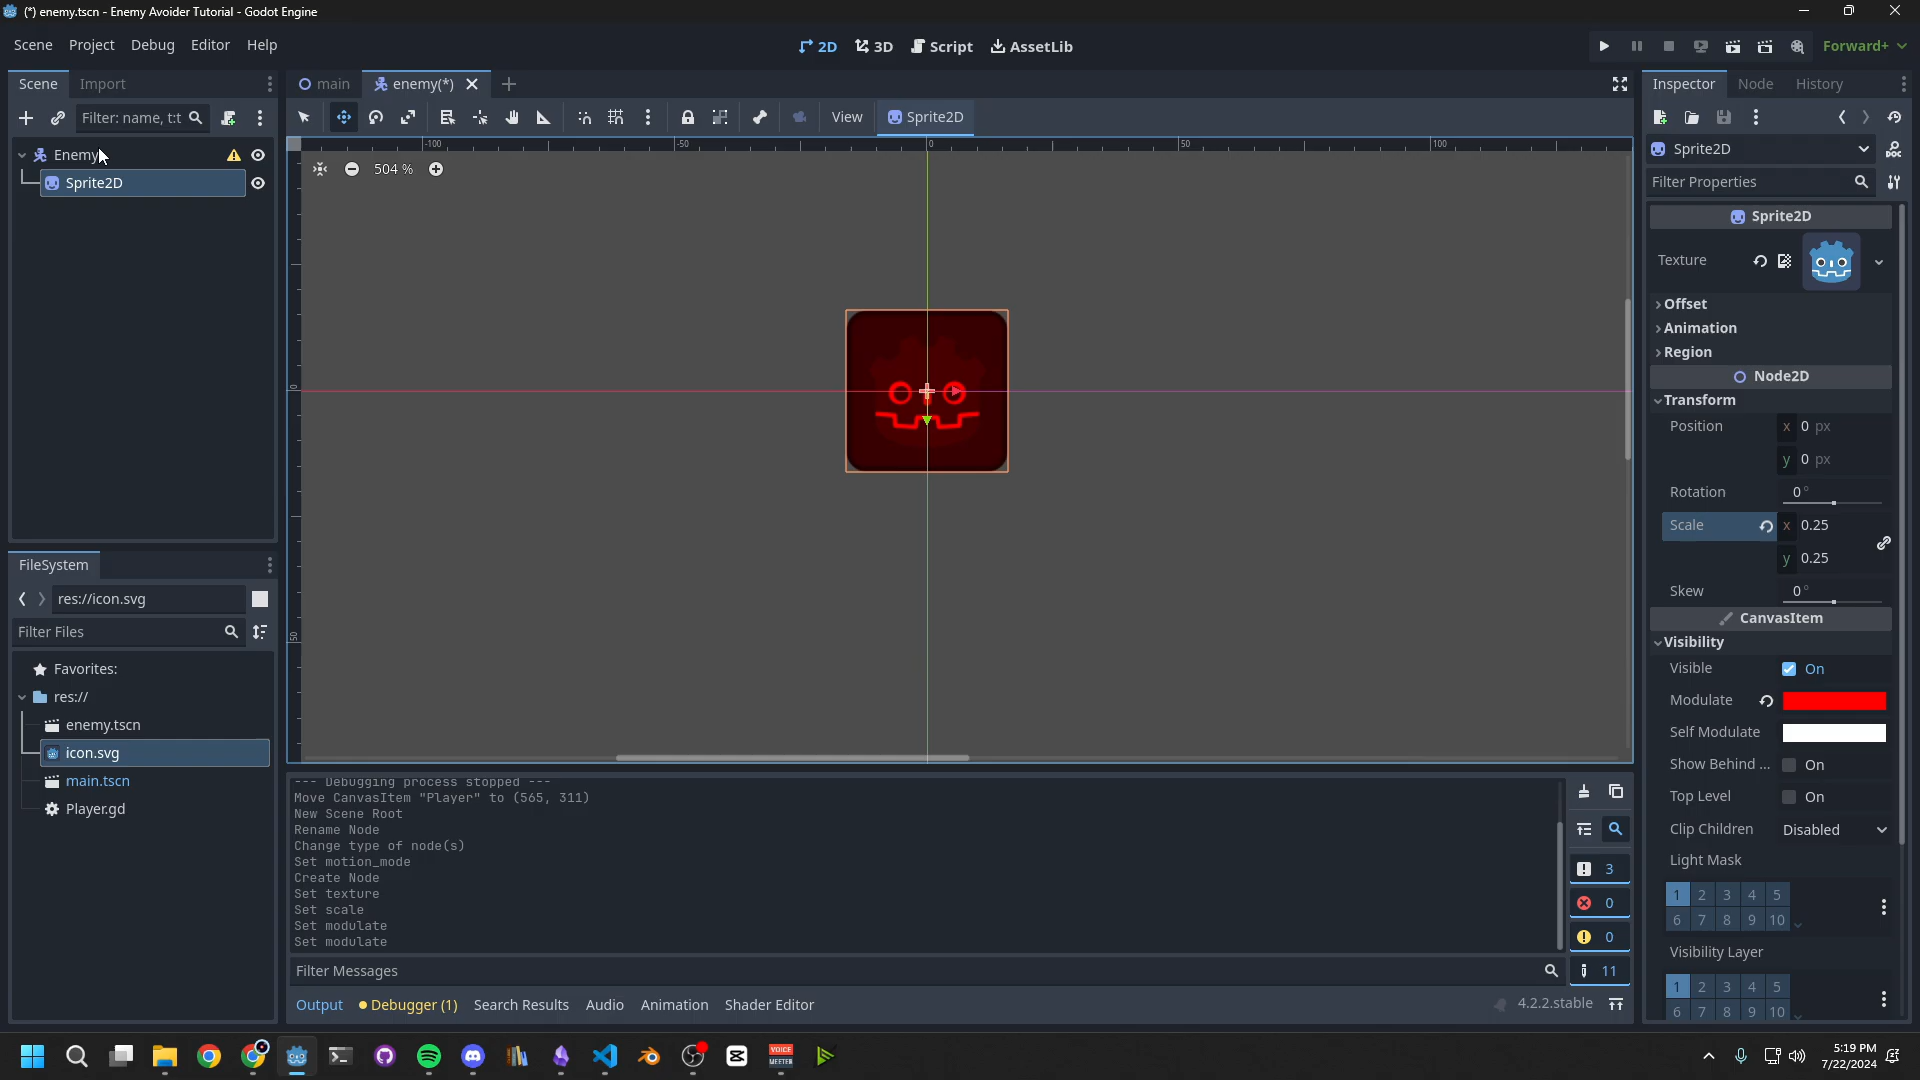 (*) enemy.tscn - Enemy Avoider Tutorial - Godot Engine
Scene Project Debug Editor Help
2D 3D Script AssetLib
Forward+
Scene Import
main enemy(*)
Inspector Node History
Filter: name, t:t
View Sprite2D
-100 -50 0 50 100
Enemy
Sprite2D
504 %
0
50
Sprite2D
DOC
Filter Properties
Sprite2D
Texture
Offset
Animation
Region
Node2D
Transform
Position x 0 px
y 0 px
Rotation 0 °
Scale x 0.25
y 0.25
Skew 0 °
CanvasItem
Visibility
Visible On
Modulate
Self Modulate
Show Behind ... On
Top Level On
Clip Children Disabled
Light Mask
1 2 3 4 5
6 7 8 9 10
Visibility Layer
1 2 3 4 5
6 7 8 9 10
FileSystem
res://icon.svg
Filter Files
Favorites:
res://
enemy.tscn
icon.svg
main.tscn
Player.gd
--- Debugging process stopped ---
Move CanvasItem "Player" to (565, 311)
New Scene Root
Rename Node
Change type of node(s)
Set motion_mode
Create Node
Set texture
Set scale
Set modulate
Set modulate
3
0
0
11
Filter Messages
Output Debugger (1) Search Results Audio Animation Shader Editor
4.2.2.stable
VOICE
MEETER
5:19 PM
7/22/2024